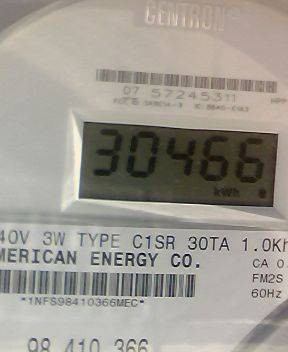 CENTRON®
07 57245311
30466
kWh
40V 3W TYPE C1SR 30TA 1.0Kh
MERICAN ENERGY CO.
CA 0.
FM2S
60Hz
*1NFS98410366MEC*
98 410 366